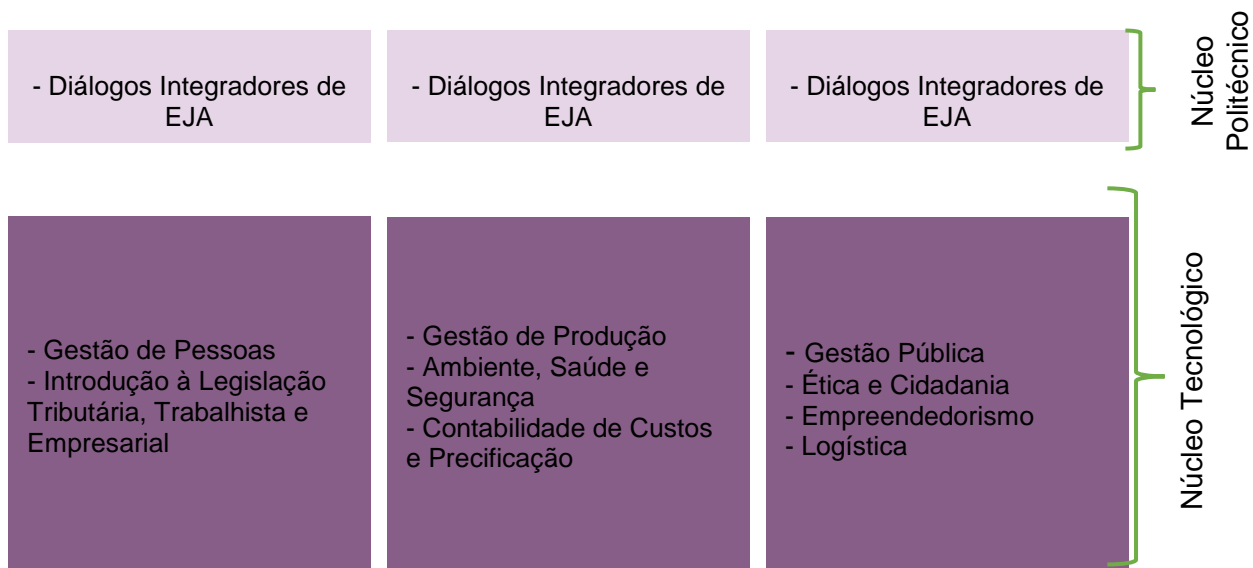 - Diálogos Integradores de
EJA
- Diálogos Integradores de
EJA
- Diálogos Integradores de
EJA
Núcleo
Politécnico
- Gestão de Pessoas
- Introdução à Legislação
Tributária, Trabalhista e
Empresarial
- Gestão de Produção
- Ambiente, Saúde e
Segurança
- Contabilidade de Custos
e Precificação
- Gestão Pública
- Ética e Cidadania
- Empreendedorismo
- Logística
Núcleo Tecnológico